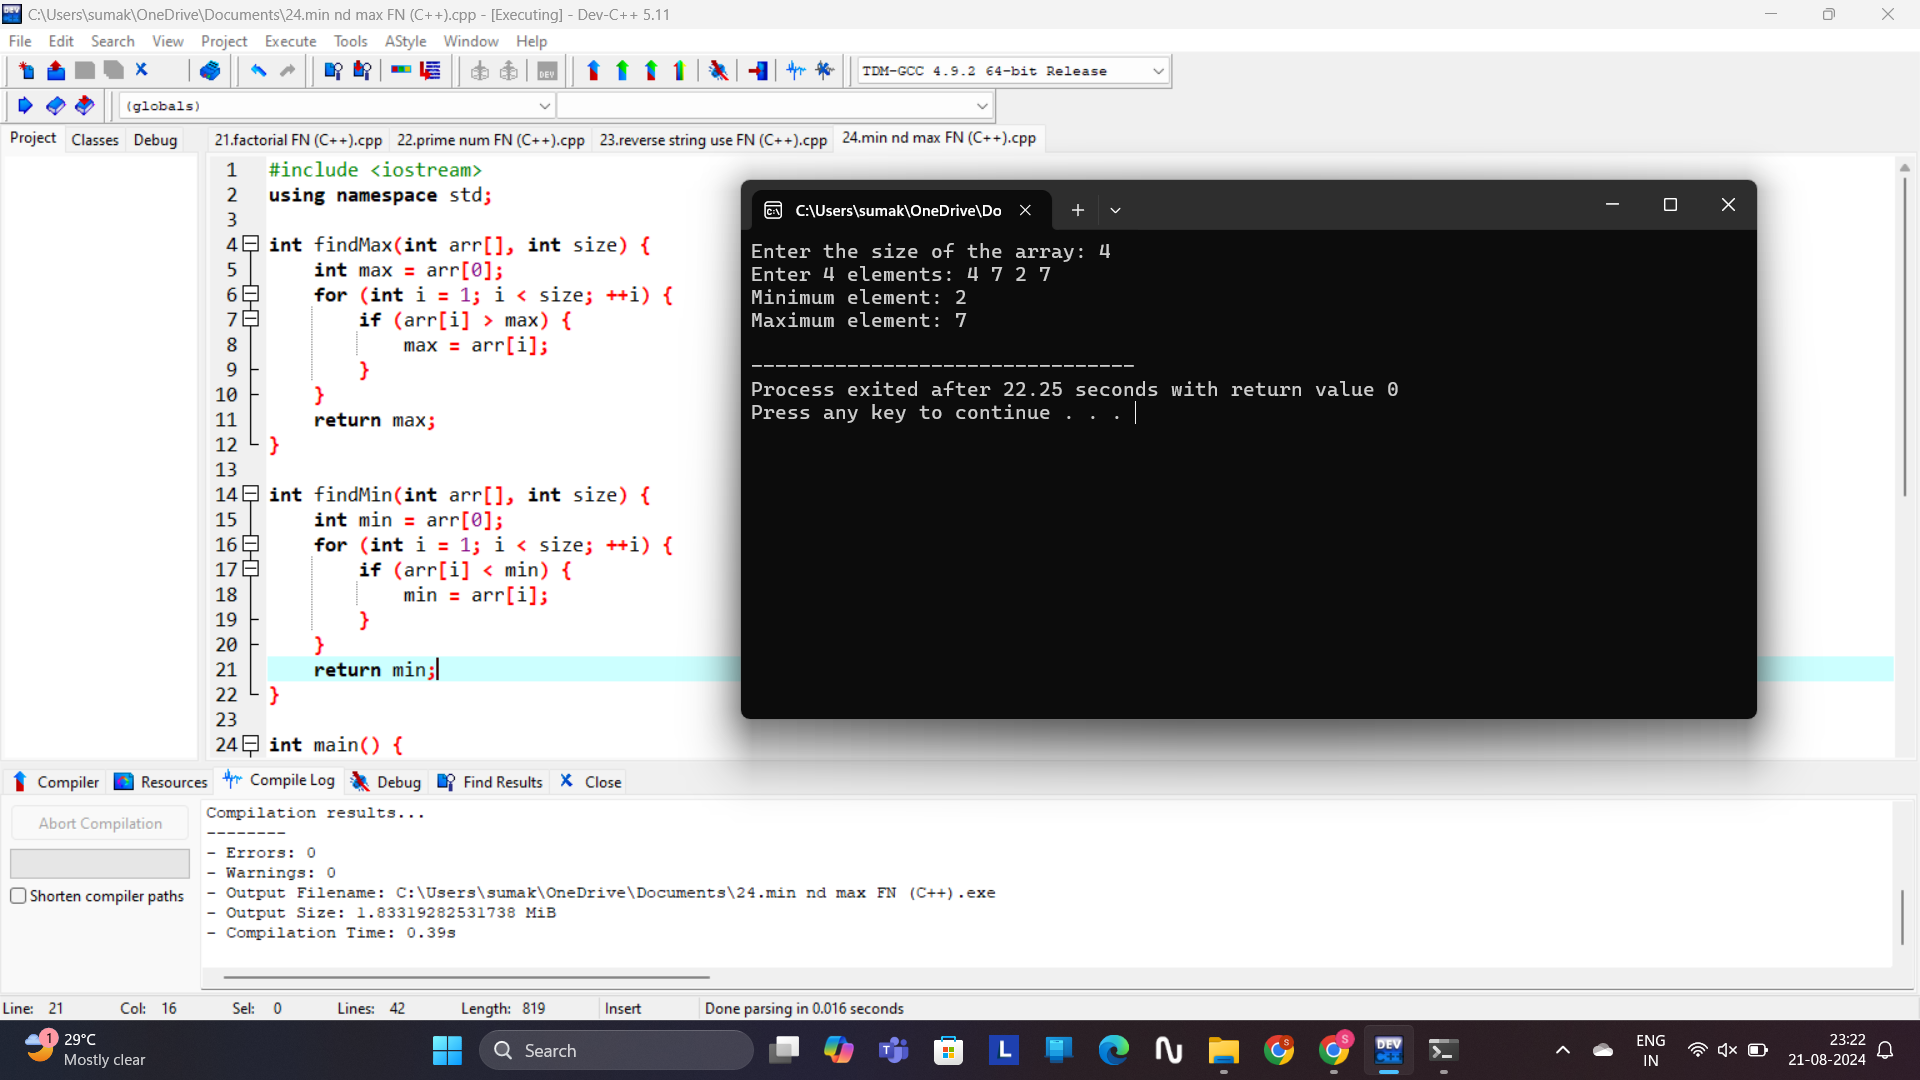 C:\Users\sumak\OneDrive\Documents\24.min nd max FN (C++).cpp - [Executing] - Dev-C++ 5.11
File Edit Search View Project Execute Tools AStyle Window Help
TDM-GCC 4.9.2 64-bit Release
(globals)
Project Classes Debug
21.factorial FN (C++).cpp 22.prime num FN (C++).cpp 23.reverse string use FN (C++).cpp 24.min nd max FN (C++).cpp
1 #include <iostream>
2 using namespace std;
3
4 int findMax(int arr[], int size) {
5 int max = arr[0];
6 for (int i = 1; i < size; ++i) {
7 if (arr[i] > max) {
8 max = arr[i];
9 }
10 }
11 return max;
12 }
13
14 int findMin(int arr[], int size) {
15 int min = arr[0];
16 for (int i = 1; i < size; ++i) {
17 if (arr[i] < min) {
18 min = arr[i];
19 }
20 }
21 return min;
22 }
23
24 int main() {
C:\Users\sumak\OneDrive\Do
Enter the size of the array: 4
Enter 4 elements: 4 7 2 7
Minimum element: 2
Maximum element: 7
--------------------------------
Process exited after 22.25 seconds with return value 0
Press any key to continue . . .
Compiler Resources Compile Log Debug Find Results Close
Abort Compilation
Shorten compiler paths
Compilation results...
--------
- Errors: 0
- Warnings: 0
- Output Filename: C:\Users\sumak\OneDrive\Documents\24.min nd max FN (C++).exe
- Output Size: 1.83319282531738 MiB
- Compilation Time: 0.39s
Line: 21 Col: 16 Sel: 0 Lines: 42 Length: 819 Insert Done parsing in 0.016 seconds
1
29°C
Mostly clear
Search
L
S
S
DEV
C++
ENG
IN
23:22
21-08-2024